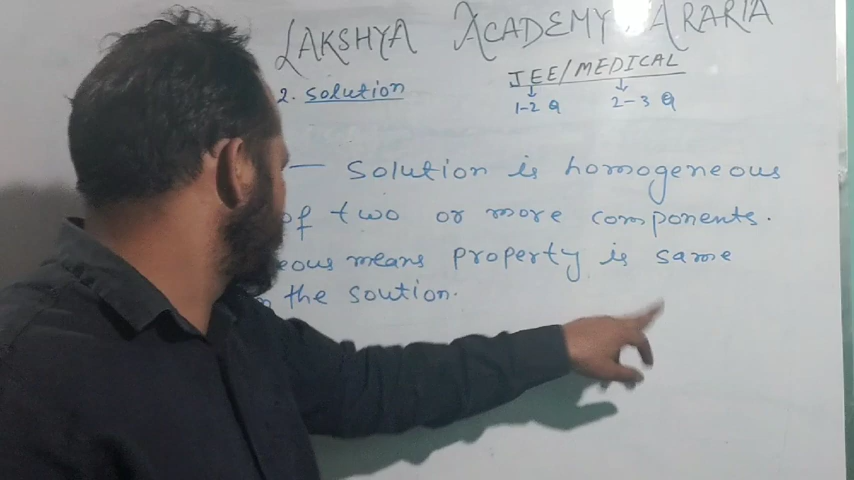 LAKSHYA ACADEMY, ARARIA
2. Solution
JEE/MEDICAL
1-2 Q 2-3 Q
— Solution is homogeneous
of two or more components.
eous means property is same
the soution.